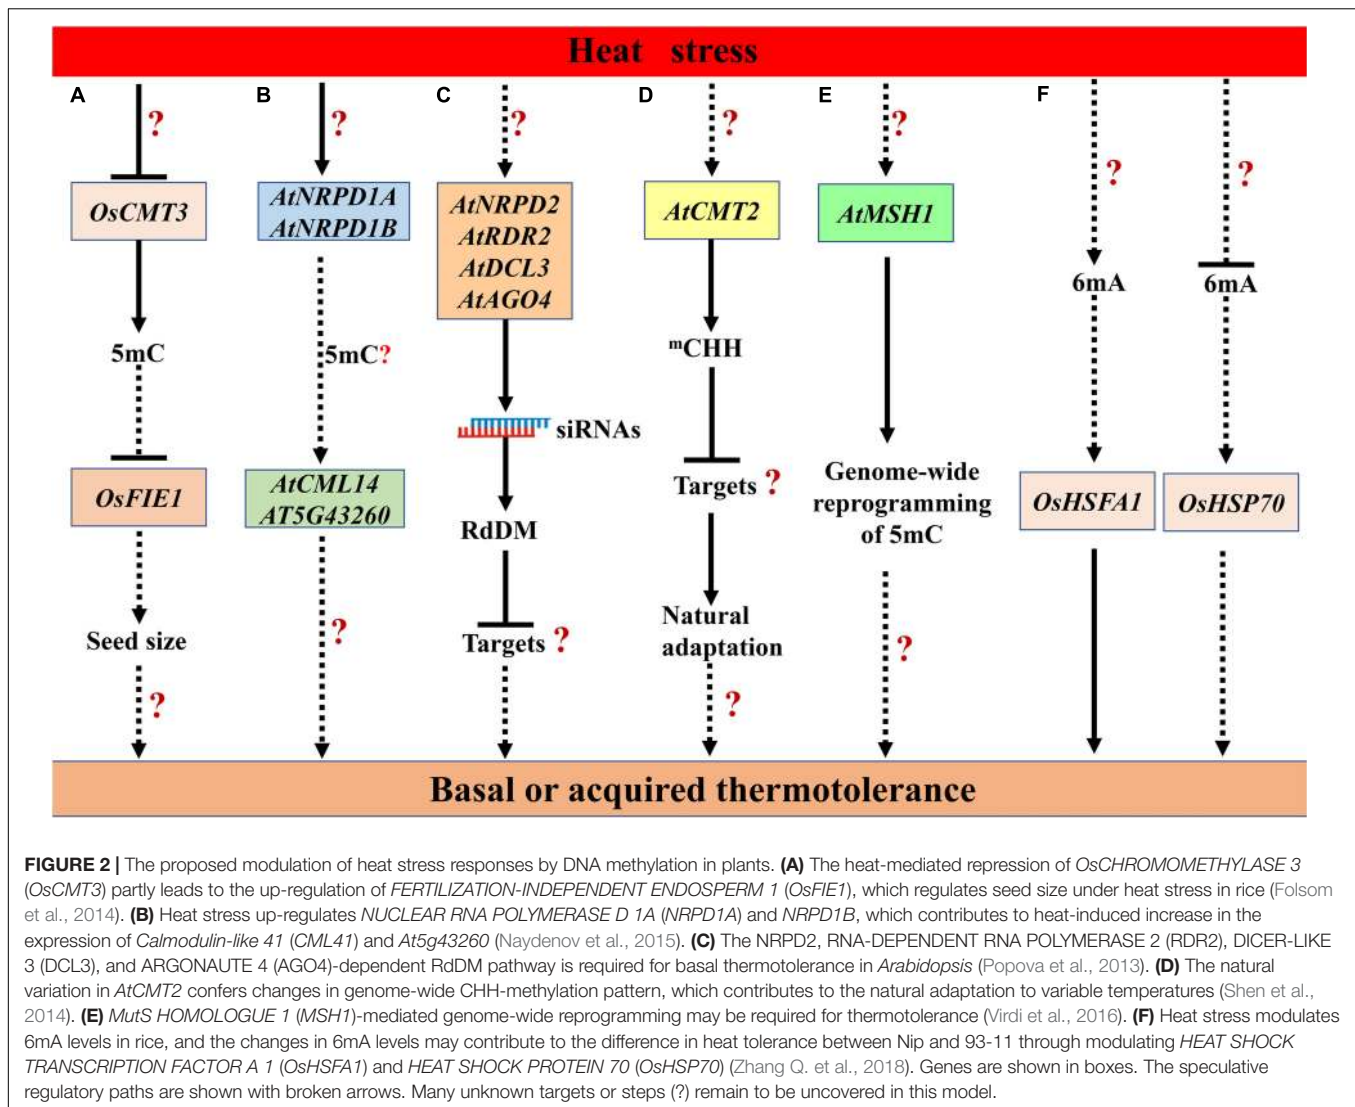 Heat stress
A B C D E F
? ? ? ? ? ? ?
OsCMT3
AtNRPD1A
AtNRPD1B
AtNRPD2
AtRDR2
AtDCL3
AtAGO4
AtCMT2
AtMSH1
6mA 6mA
5mC
5mC?
mCHH
siRNAs
OsFIE1
AtCML14
AT5G43260
RdDM
Targets ?
Genome-wide
reprogramming
of 5mC
OsHSFA1
OsHSP70
Seed size
?
?
Targets ?
Natural
adaptation
?
?
Basal or acquired thermotolerance
FIGURE 2 | The proposed modulation of heat stress responses by DNA methylation in plants. (A) The heat-mediated repression of OsCHROMOMETHYLASE 3
(OsCMT3) partly leads to the up-regulation of FERTILIZATION-INDEPENDENT ENDOSPERM 1 (OsFIE1), which regulates seed size under heat stress in rice (Folsom
et al., 2014). (B) Heat stress up-regulates NUCLEAR RNA POLYMERASE D 1A (NRPD1A) and NRPD1B, which contributes to heat-induced increase in the
expression of Calmodulin-like 41 (CML41) and At5g43260 (Naydenov et al., 2015). (C) The NRPD2, RNA-DEPENDENT RNA POLYMERASE 2 (RDR2), DICER-LIKE
3 (DCL3), and ARGONAUTE 4 (AGO4)-dependent RdDM pathway is required for basal thermotolerance in Arabidopsis (Popova et al., 2013). (D) The natural
variation in AtCMT2 confers changes in genome-wide CHH-methylation pattern, which contributes to the natural adaptation to variable temperatures (Shen et al.,
2014). (E) MutS HOMOLOGUE 1 (MSH1)-mediated genome-wide reprogramming may be required for thermotolerance (Virdi et al., 2016). (F) Heat stress modulates
6mA levels in rice, and the changes in 6mA levels may contribute to the difference in heat tolerance between Nip and 93-11 through modulating HEAT SHOCK
TRANSCRIPTION FACTOR A 1 (OsHSFA1) and HEAT SHOCK PROTEIN 70 (OsHSP70) (Zhang Q. et al., 2018). Genes are shown in boxes. The speculative
regulatory paths are shown with broken arrows. Many unknown targets or steps (?) remain to be uncovered in this model.